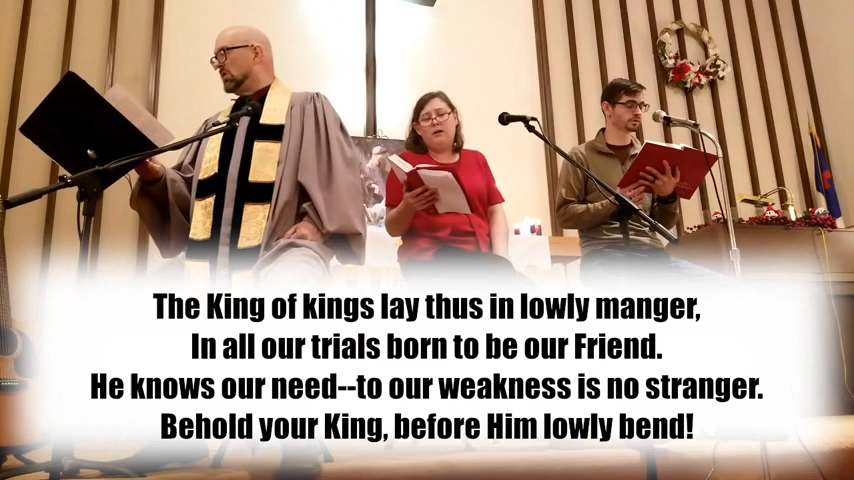 The King of kings lay thus in lowly manger,
In all our trials born to be our Friend.
He knows our need--to our weakness is no stranger.
Behold your King, before Him lowly bend!